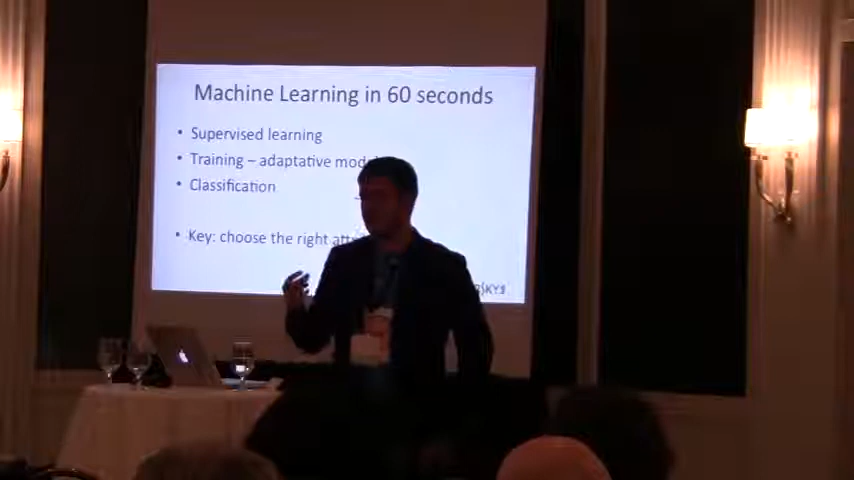 Machine Learning in 60 seconds
• Supervised learning
• Training – adaptative
• Classification
• Key: choose the right